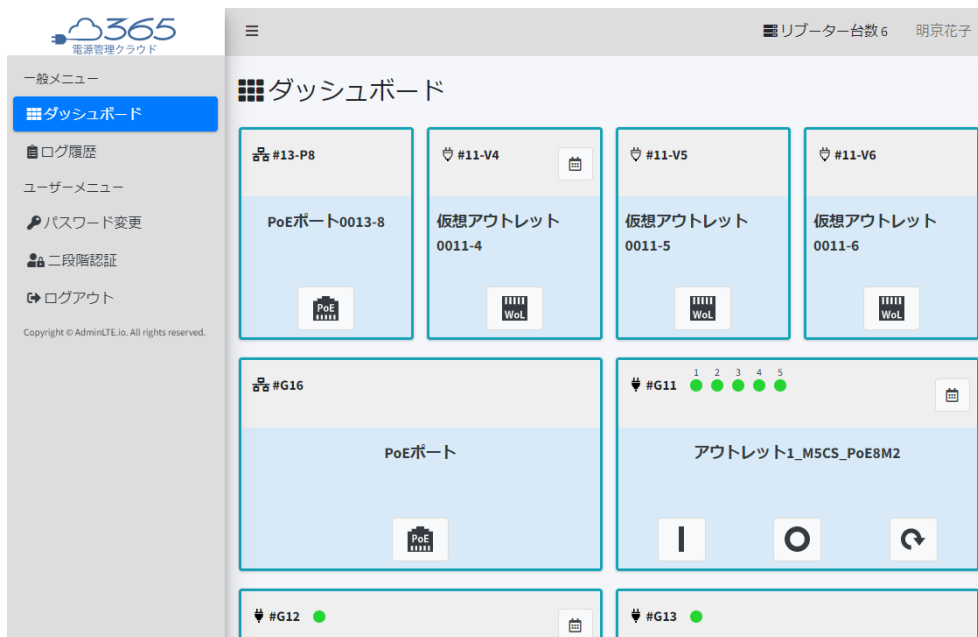 365
電源管理クラウド
リブーター台数 6
明京花子
一般メニュー
ダッシュボード
ログ履歴
ユーザーメニュー
パスワード変更
二段階認証
ログアウト
Copyright © AdminLTE.io. All rights reserved.
ダッシュボード
#13-P8
PoEポート0013-8
PoE
#11-V4
仮想アウトレット
0011-4
WoL
#11-V5
仮想アウトレット
0011-5
WoL
#11-V6
仮想アウトレット
0011-6
WoL
#G16
PoEポート
PoE
#G11
1 2 3 4 5
アウトレット1_M5CS_PoE8M2
#G12
#G13